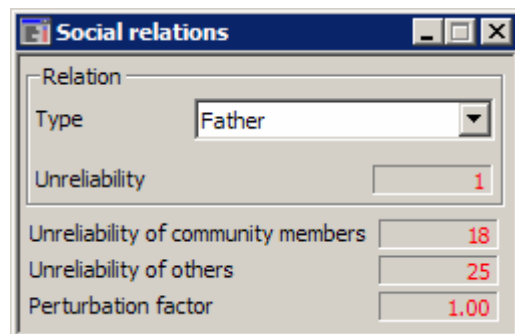 Social relations
Relation
Type Father
Unreliability 1
Unreliability of community members 18
Unreliability of others 25
Perturbation factor 1.00